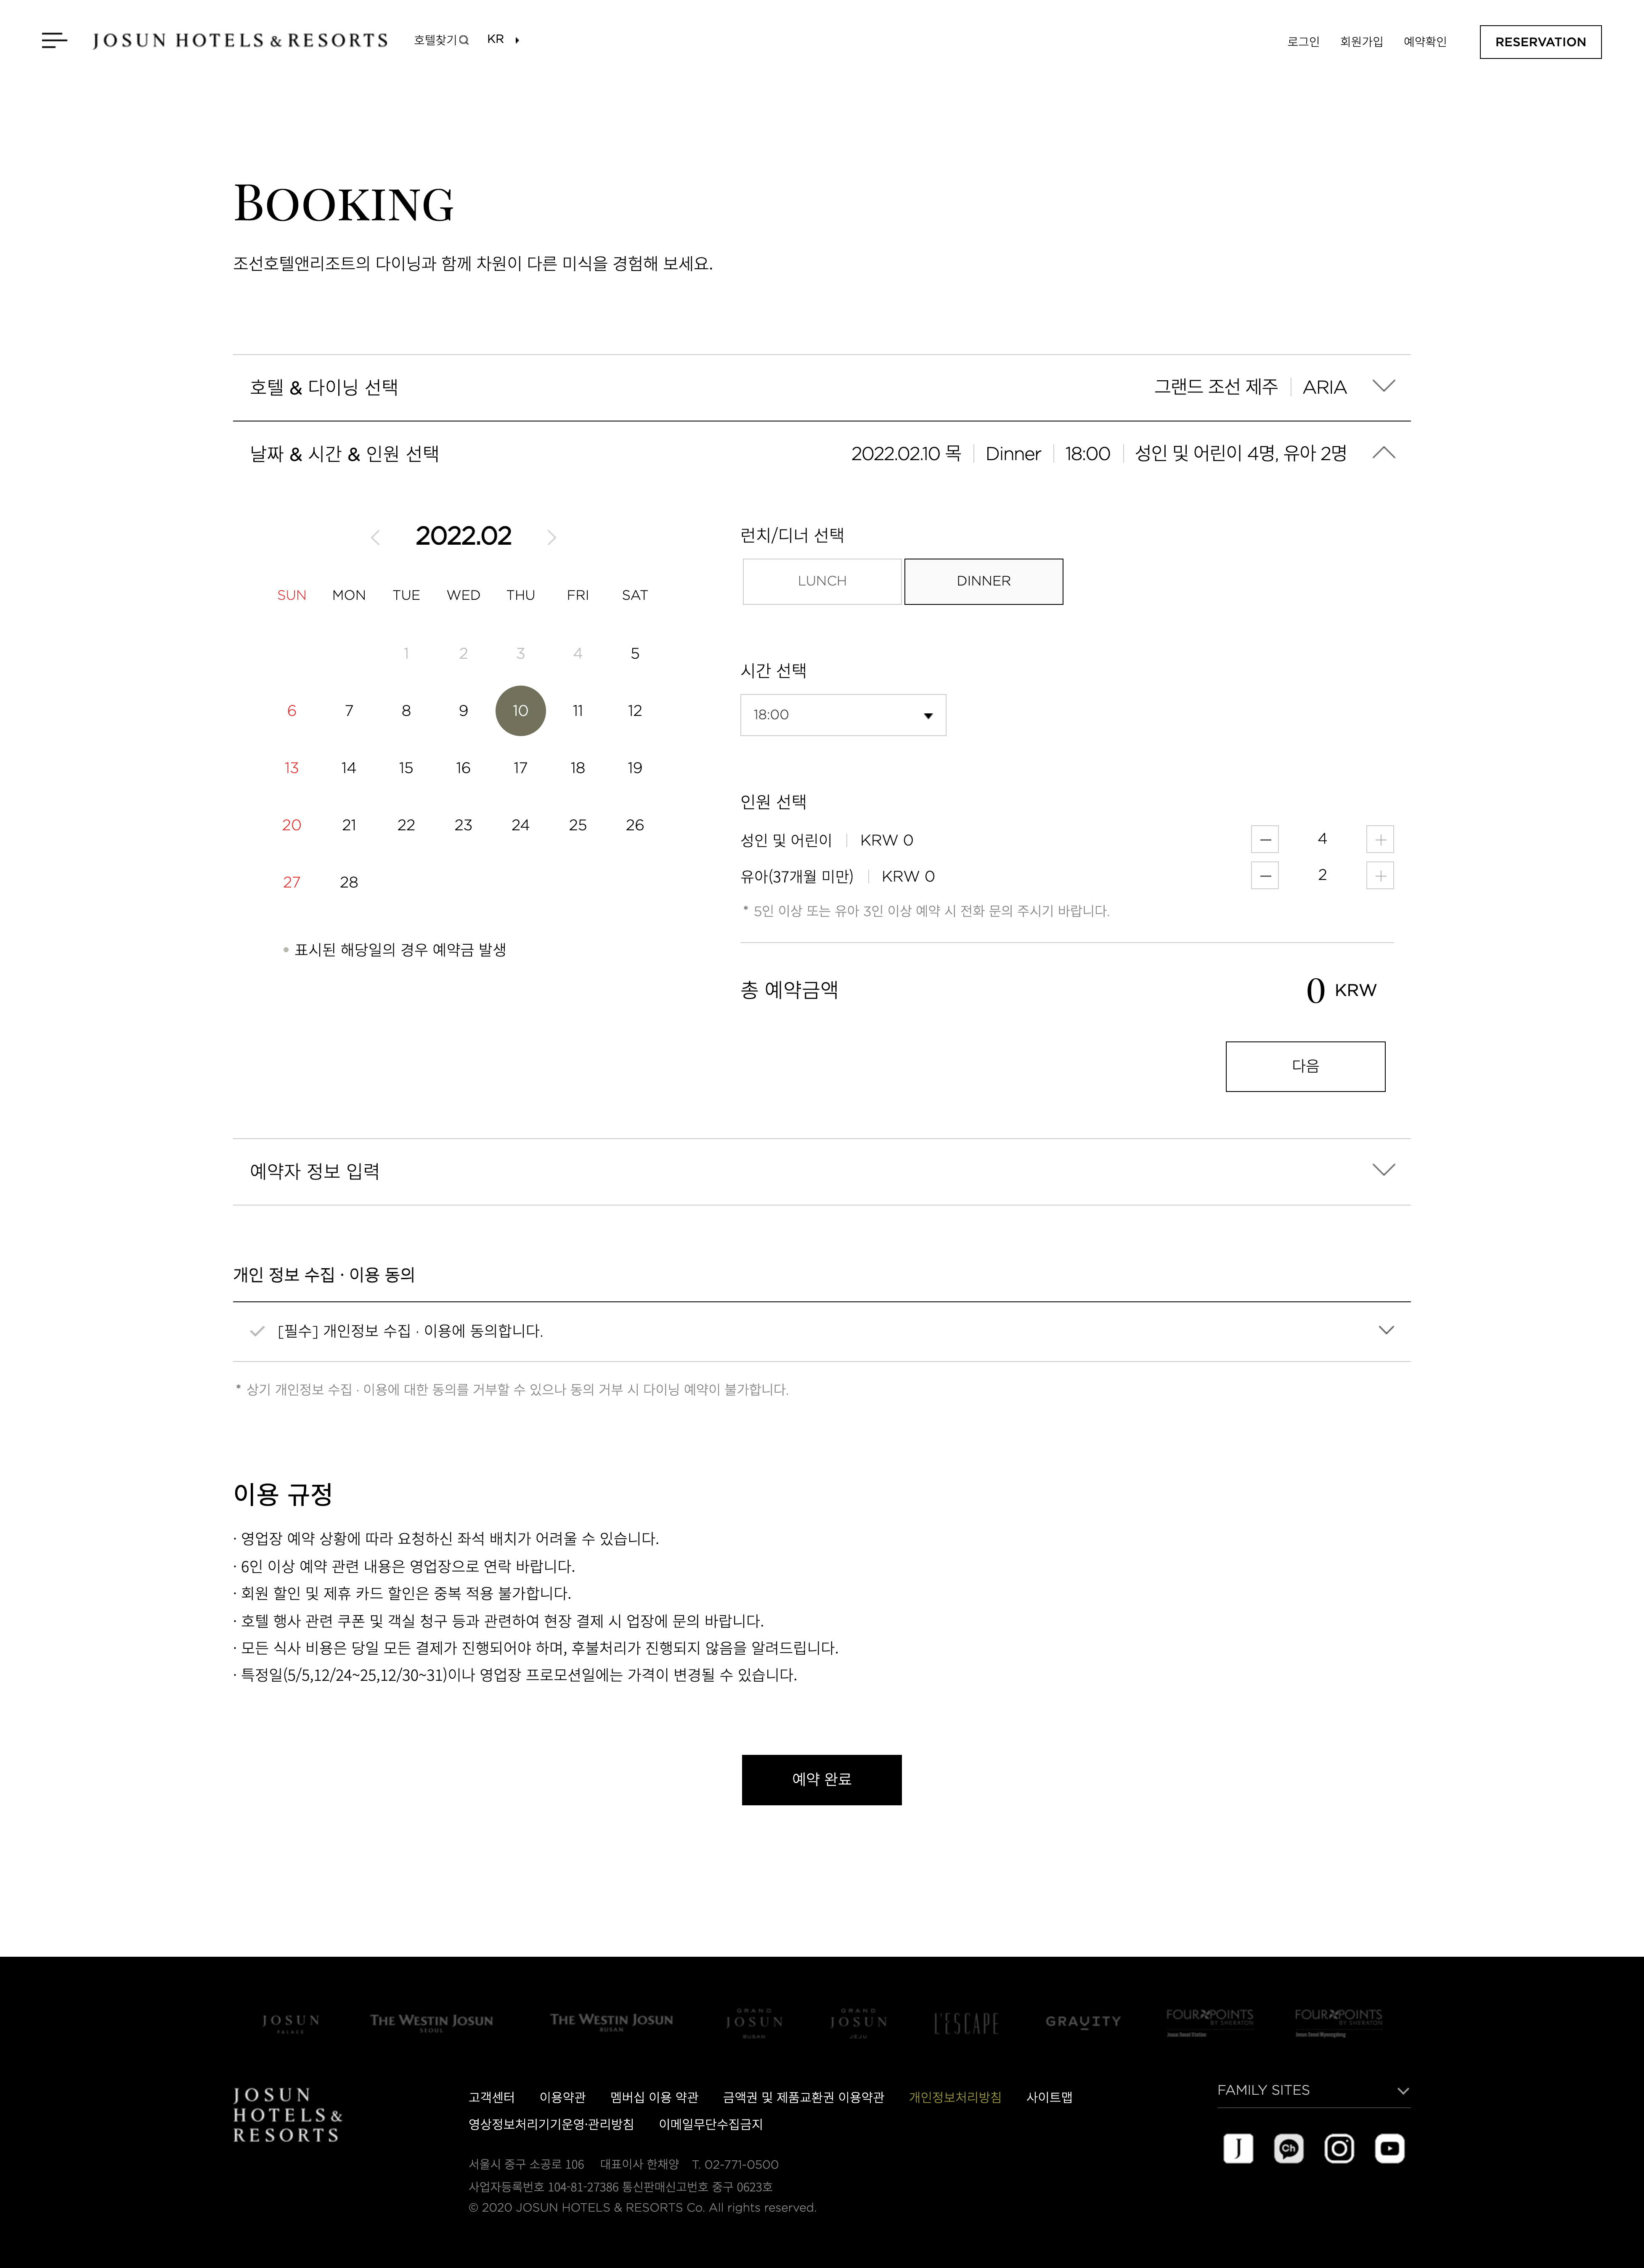 JOSUN HOTELS & RESORTS 호텔찾기 KR 로그인 회원가입 예약확인 RESERVATION
BOOKING
조선호텔앤리조트의 다이닝과 함께 차원이 다른 미식을 경험해 보세요.
호텔 & 다이닝 선택 그랜드 조선 제주 ARIA
날짜 & 시간 & 인원 선택 2022.02.10 목 Dinner 18:00 성인 및 어린이 4명, 유아 2명
2022.02
SUN MON TUE WED THU FRI SAT
1 2 3 4 5
6 7 8 9 10 11 12
13 14 15 16 17 18 19
20 21 22 23 24 25 26
27 28
표시된 해당일의 경우 예약금 발생
런치/디너 선택
LUNCH DINNER
시간 선택
18:00
인원 선택
성인 및 어린이 KRW 0 4
유아(37개월 미만) KRW 0 2
* 5인 이상 또는 유아 3인 이상 예약 시 전화 문의 주시기 바랍니다.
총 예약금액 0 KRW
다음
예약자 정보 입력
개인 정보 수집 · 이용 동의
[필수] 개인정보 수집 · 이용에 동의합니다.
* 상기 개인정보 수집 · 이용에 대한 동의를 거부할 수 있으나 동의 거부 시 다이닝 예약이 불가합니다.
이용 규정
· 영업장 예약 상황에 따라 요청하신 좌석 배치가 어려울 수 있습니다.
· 6인 이상 예약 관련 내용은 영업장으로 연락 바랍니다.
· 회원 할인 및 제휴 카드 할인은 중복 적용 불가합니다.
· 호텔 행사 관련 쿠폰 및 객실 청구 등과 관련하여 현장 결제 시 업장에 문의 바랍니다.
· 모든 식사 비용은 당일 모든 결제가 진행되어야 하며, 후불처리가 진행되지 않음을 알려드립니다.
· 특정일(5/5,12/24~25,12/30~31)이나 영업장 프로모션일에는 가격이 변경될 수 있습니다.
예약 완료
JOSUN PALACE
THE WESTIN JOSUN SEOUL
THE WESTIN JOSUN BUSAN
GRAND JOSUN BUSAN
GRAND JOSUN JEJU
L'ESCAPE
GRAVITY
FOUR POINTS BY SHERATON Josun Seoul Station
FOUR POINTS BY SHERATON Josun Seoul Myeongdong
JOSUN
HOTELS &
RESORTS
고객센터 이용약관 멤버십 이용 약관 금액권 및 제품교환권 이용약관 개인정보처리방침 사이트맵
영상정보처리기기운영·관리방침 이메일무단수집금지
서울시 중구 소공로 106 대표이사 한채양 T. 02-771-0500
사업자등록번호 104-81-27386 통신판매신고번호 중구 0623호
© 2020 JOSUN HOTELS & RESORTS Co. All rights reserved.
FAMILY SITES
J Ch